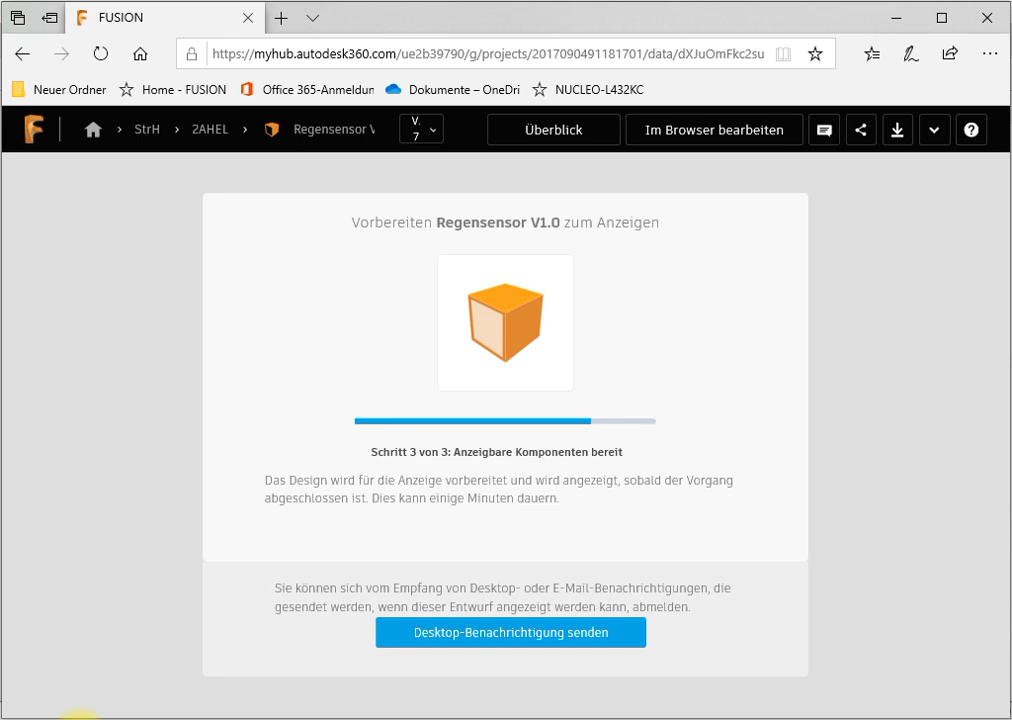 FUSION
https://myhub.autodesk360.com/ue2b39790/g/projects/2017090491181701/data/dXJuOmFkc2su
Neuer Ordner Home - FUSION Office 365-Anmeldun Dokumente – OneDri NUCLEO-L432KC
StrH 2AHEL Regensensor V V. 7 Überblick Im Browser bearbeiten
Vorbereiten Regensensor V1.0 zum Anzeigen
Schritt 3 von 3: Anzeigbare Komponenten bereit
Das Design wird für die Anzeige vorbereitet und wird angezeigt, sobald der Vorgang
abgeschlossen ist. Dies kann einige Minuten dauern.
Sie können sich vom Empfang von Desktop- oder E-Mail-Benachrichtigungen, die
gesendet werden, wenn dieser Entwurf angezeigt werden kann, abmelden.
Desktop-Benachrichtigung senden